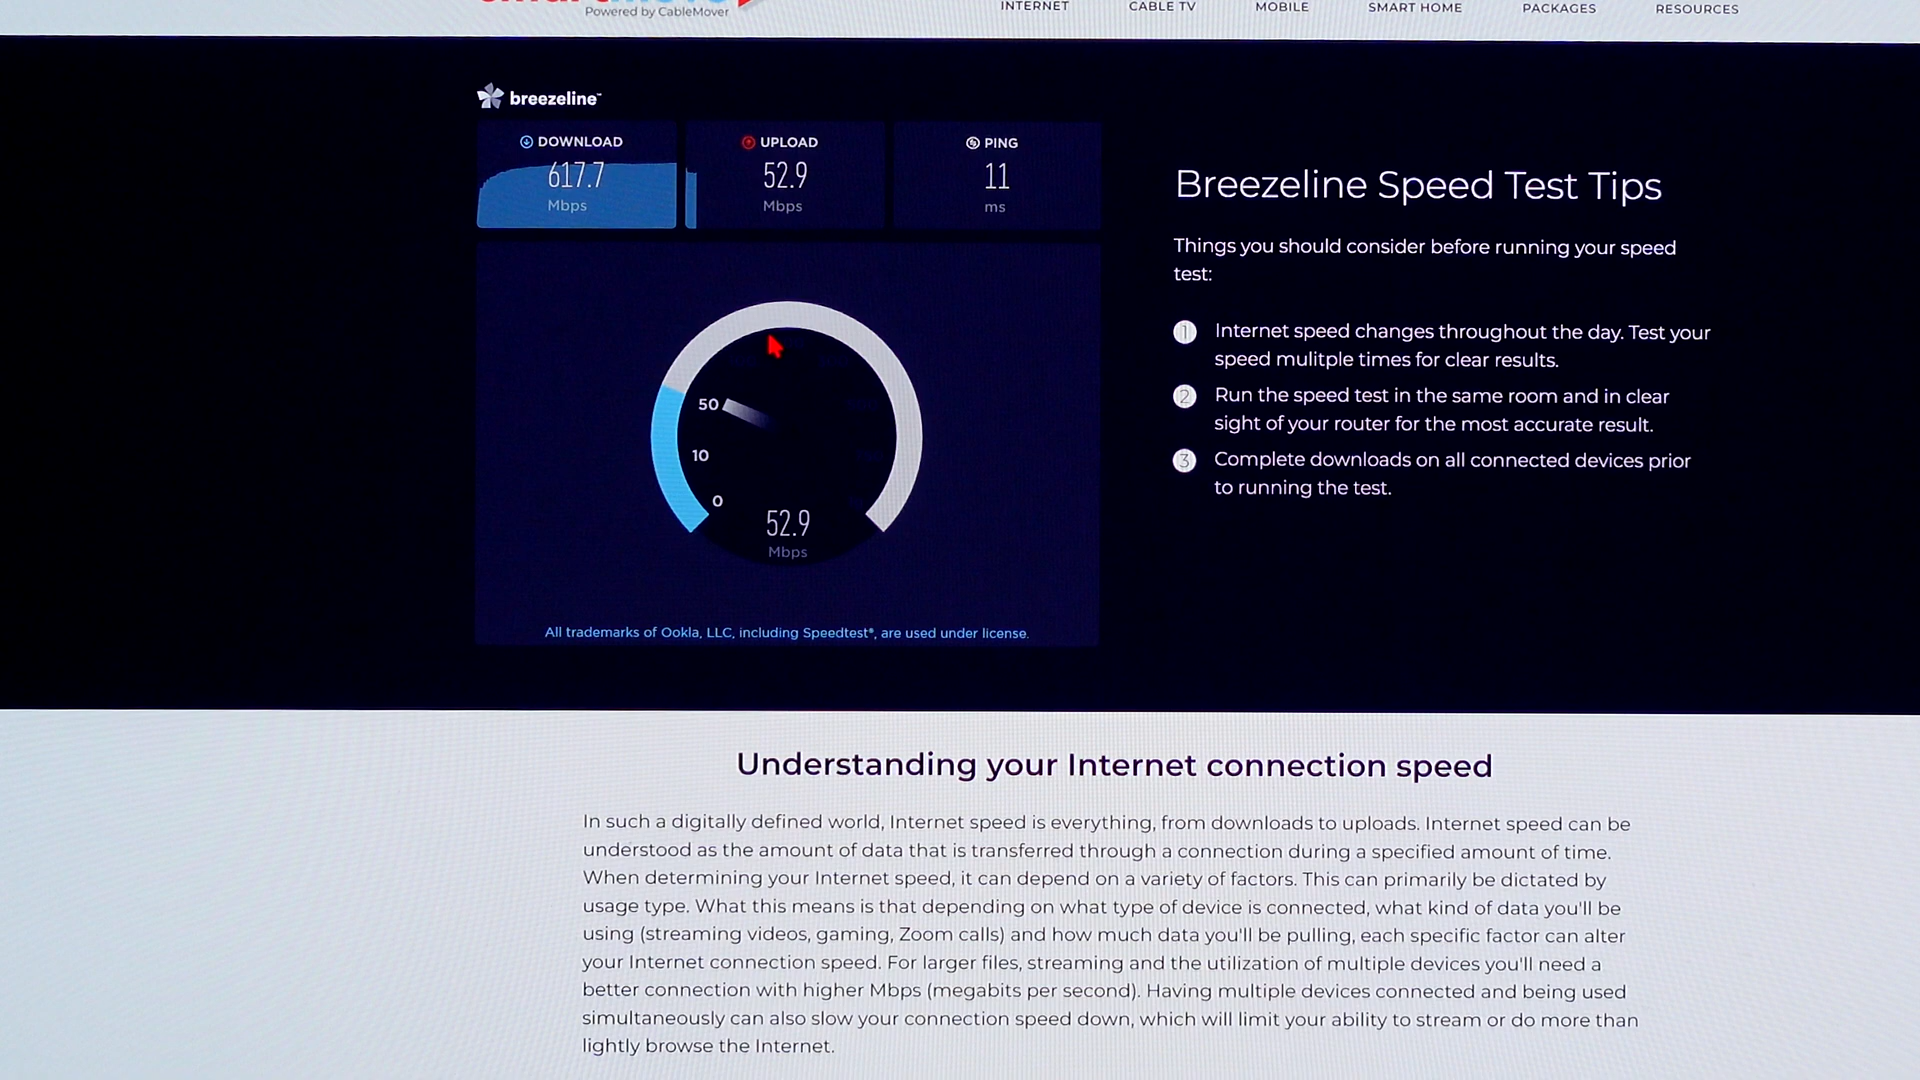 Powered by CableMover
INTERNET
CABLE TV
MOBILE
SMART HOME
PACKAGES
RESOURCES
breezeline™
DOWNLOAD
617.7
Mbps
UPLOAD
52.9
Mbps
PING
11
ms
50
10
0
52.9
Mbps
All trademarks of Ookla, LLC, including Speedtest®, are used under license.
Breezeline Speed Test Tips
Things you should consider before running your speed
test:
1 Internet speed changes throughout the day. Test your
speed mulitple times for clear results.
2 Run the speed test in the same room and in clear
sight of your router for the most accurate result.
3 Complete downloads on all connected devices prior
to running the test.
Understanding your Internet connection speed
In such a digitally defined world, Internet speed is everything, from downloads to uploads. Internet speed can be
understood as the amount of data that is transferred through a connection during a specified amount of time.
When determining your Internet speed, it can depend on a variety of factors. This can primarily be dictated by
usage type. What this means is that depending on what type of device is connected, what kind of data you'll be
using (streaming videos, gaming, Zoom calls) and how much data you'll be pulling, each specific factor can alter
your Internet connection speed. For larger files, streaming and the utilization of multiple devices you'll need a
better connection with higher Mbps (megabits per second). Having multiple devices connected and being used
simultaneously can also slow your connection speed down, which will limit your ability to stream or do more than
lightly browse the Internet.